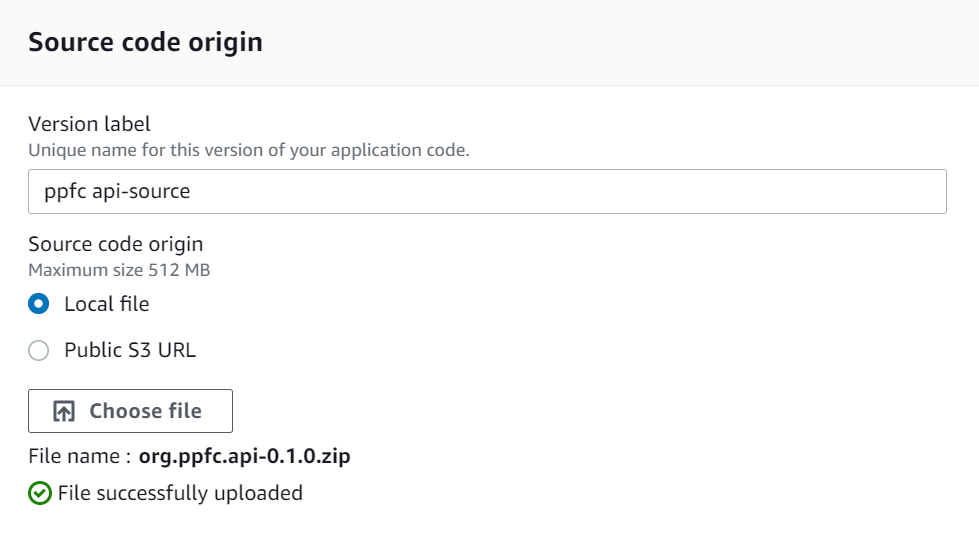 Source code origin
Version label
Unique name for this version of your application code.
ppfc api-source
Source code origin
Maximum size 512 MB
Local file
Public S3 URL
Choose file
File name : org.ppfc.api-0.1.0.zip
File successfully uploaded